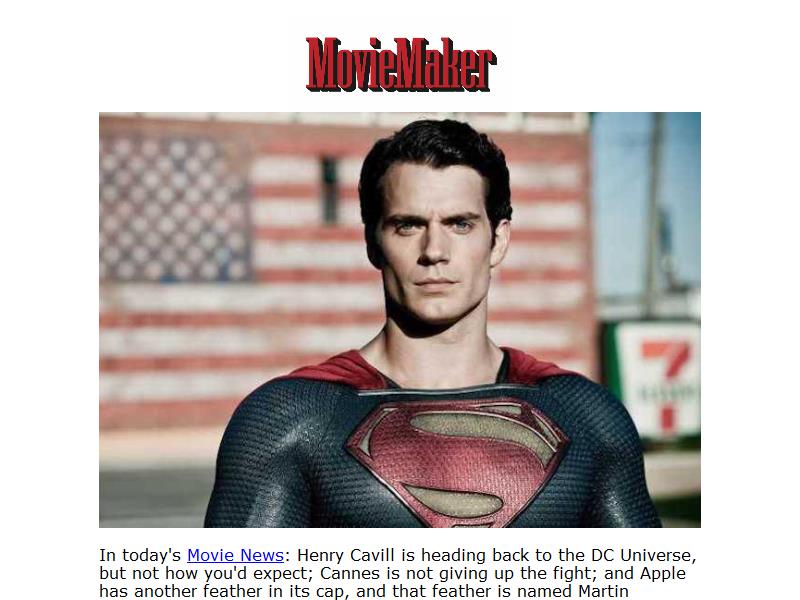 MovieMaker
7
In today's Movie News: Henry Cavill is heading back to the DC Universe,
but not how you'd expect; Cannes is not giving up the fight; and Apple
has another feather in its cap, and that feather is named Martin